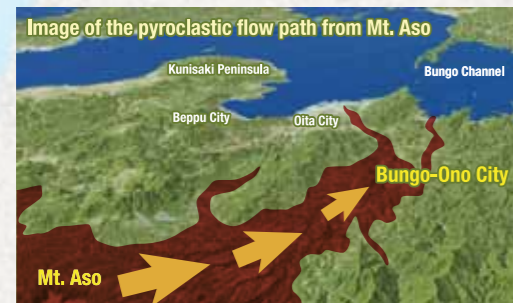 Image of the pyroclastic flow path from Mt. Aso
Kunisaki Peninsula
Bungo Channel
Beppu City
Oita City
Bungo-Ono City
Mt. Aso